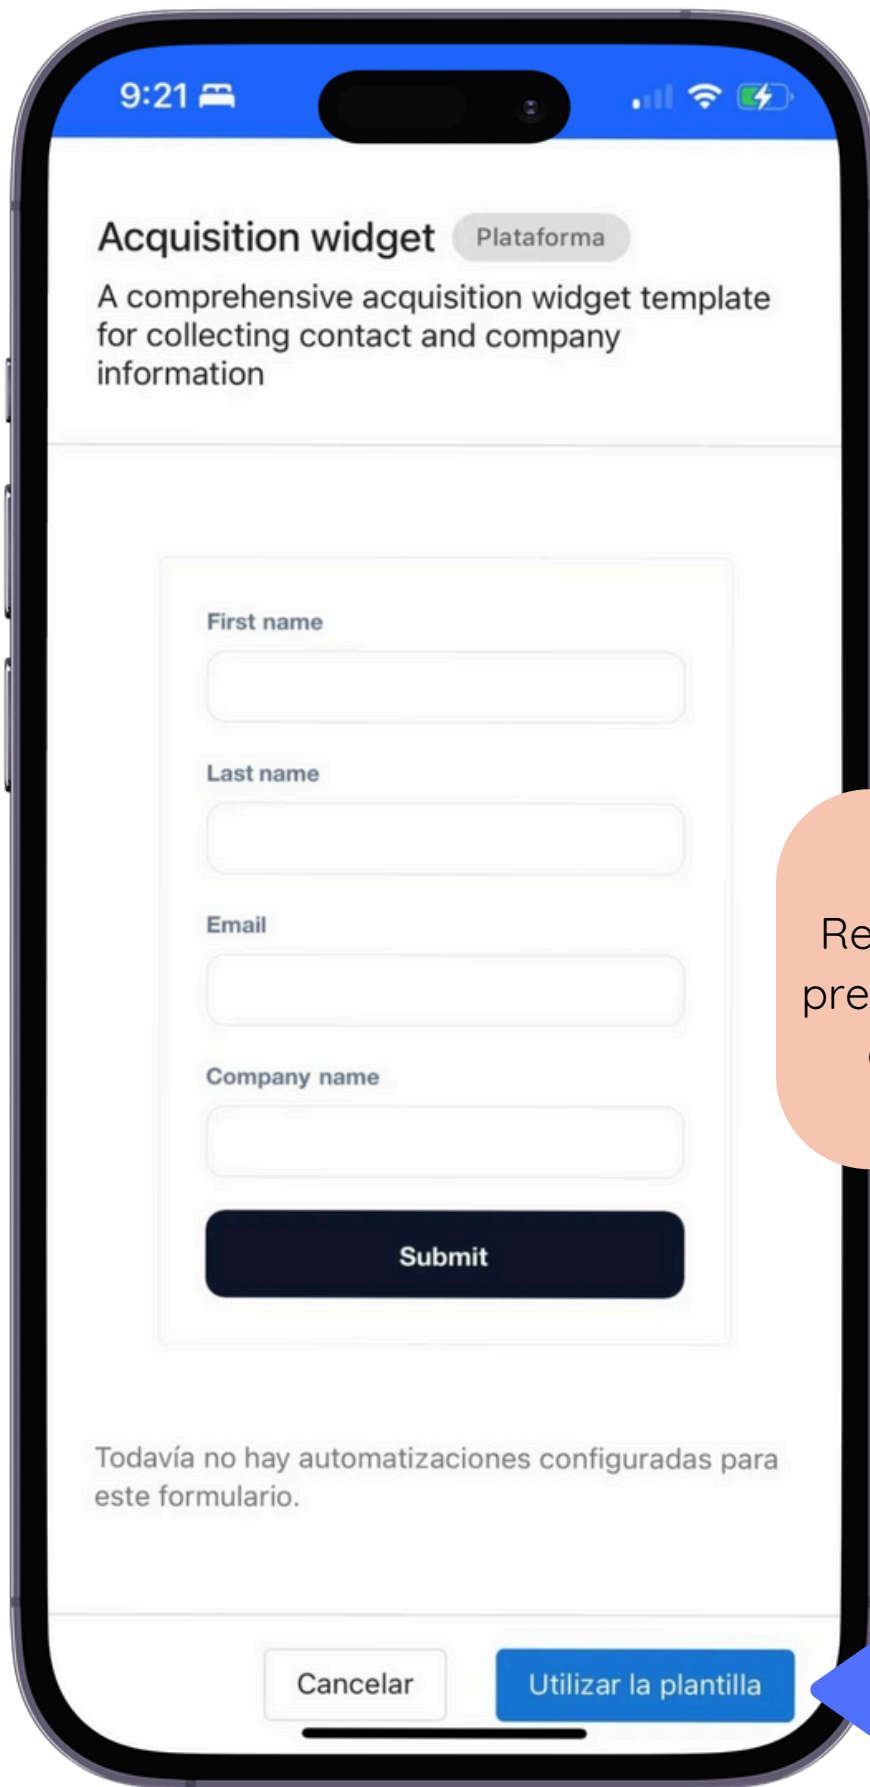 9:21
Acquisition widget Plataforma
A comprehensive acquisition widget template
for collecting contact and company
information
First name
Last name
Email
Company name
Submit
Re
pre
Todavía no hay automatizaciones configuradas para
este formulario.
Cancelar Utilizar la plantilla